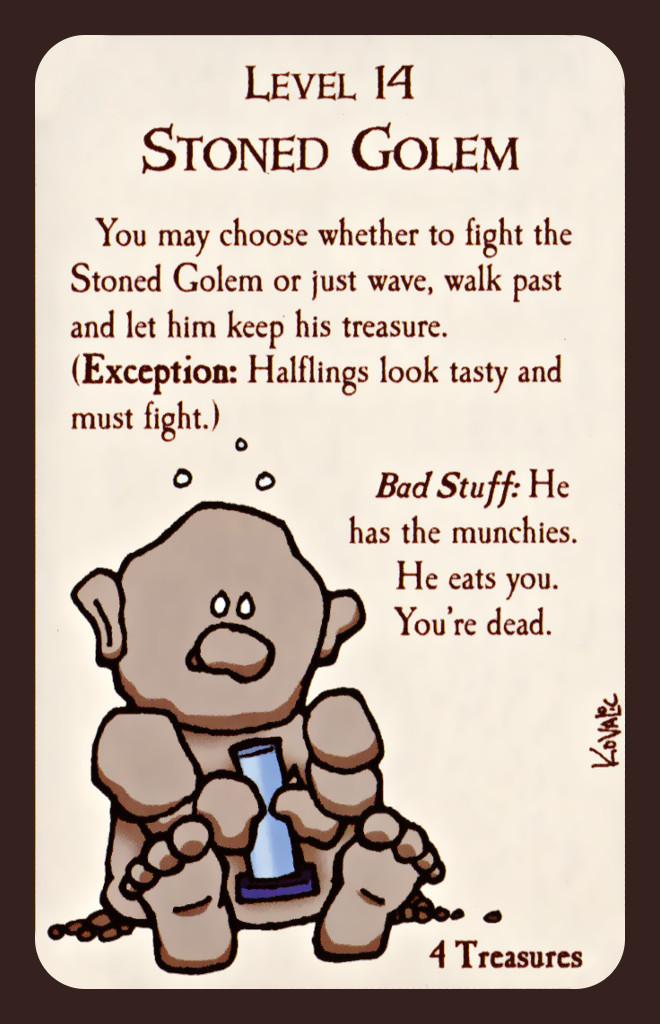 Level 14
Stoned Golem
You may choose whether to fight the
Stoned Golem or just wave, walk past
and let him keep his treasure.
(Exception: Halflings look tasty and
must fight.)
Bad Stuff: He
has the munchies.
He eats you.
You're dead.
Kovalic
4 Treasures